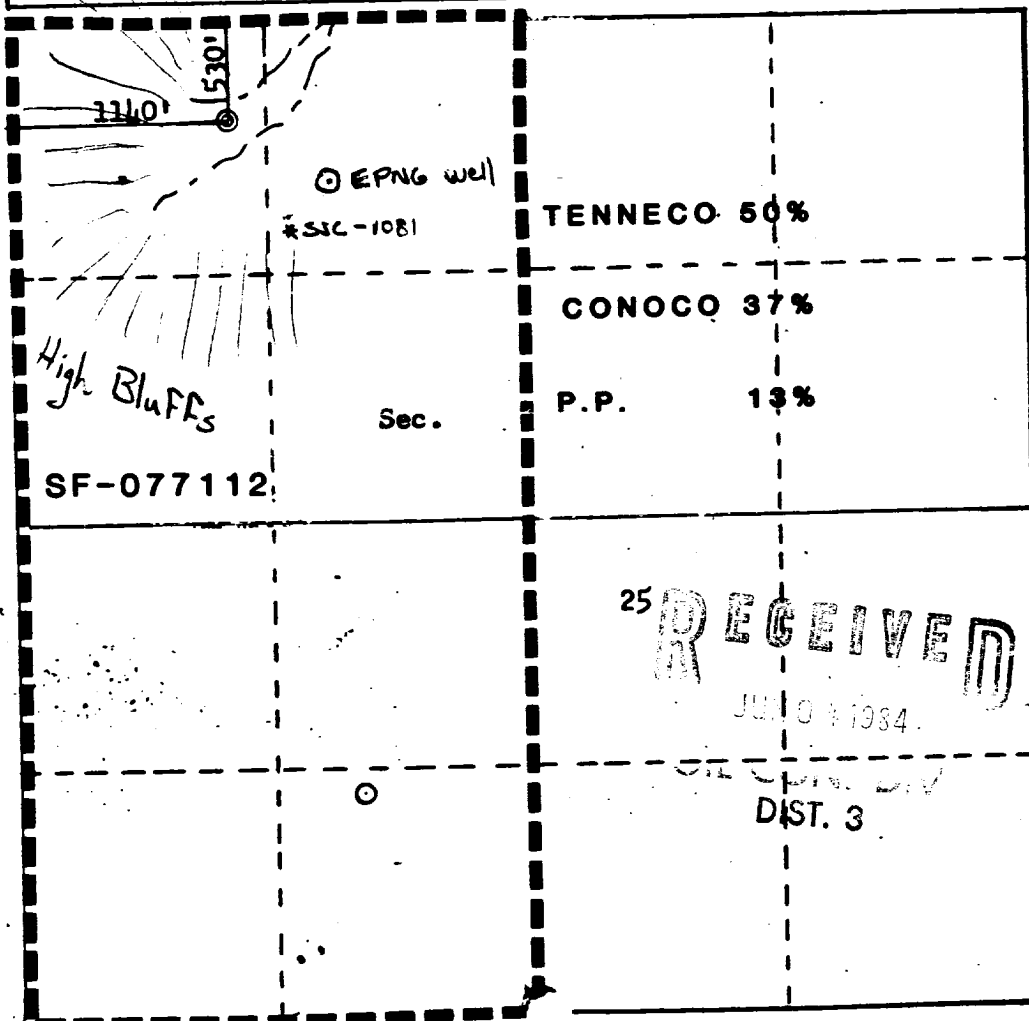 530'
1140'
EPNG well
*SJC-1081
TENNECO 50%
CONOCO 37%
High Bluffs
P.P. 13%
Sec.
SF-077112
25
RECEIVED
1984
DIST. 3